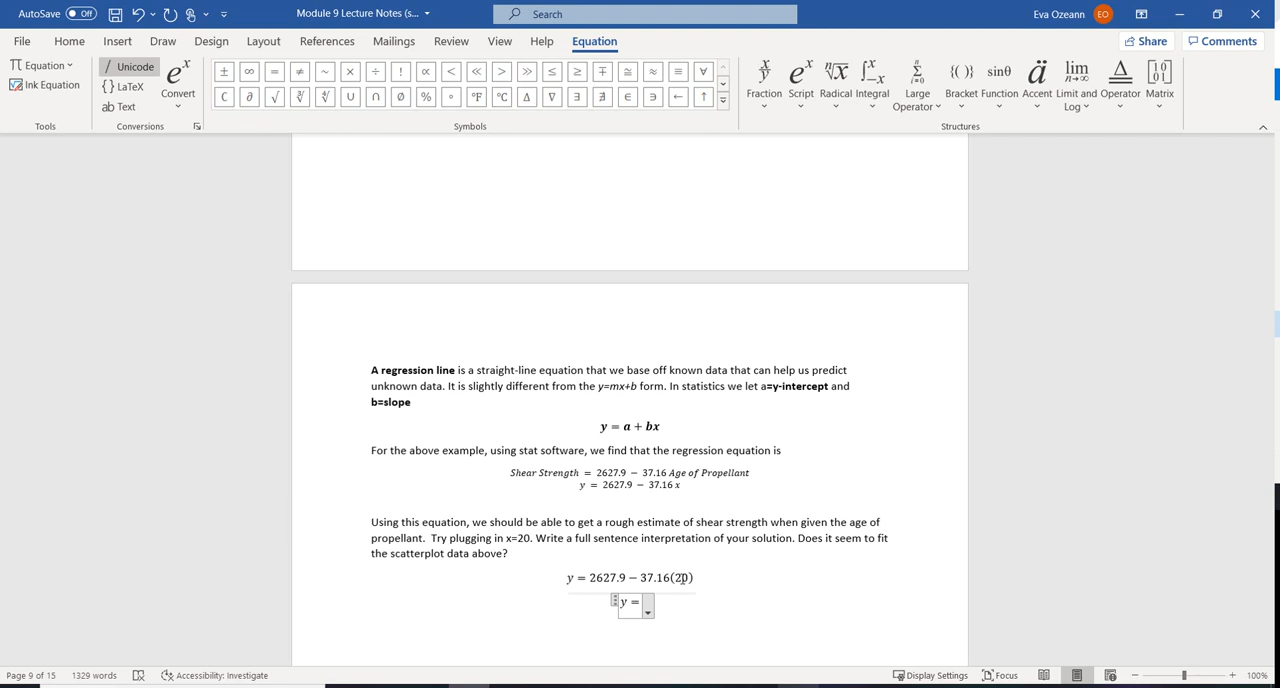 AutoSave Off Module 9 Lecture Notes (s... Search Eva Ozeann EO
File Home Insert Draw Design Layout References Mailings Review View Help Equation Share Comments
Equation
Ink Equation
Tools
Unicode
LaTeX
ab Text
Convert
Conversions
± ∞ = ≠ ~ × ÷ ! ∝ < ≪ > ≫ ≤ ≥ ∓ ≅ ≈ ≡ ∀
∁ ∂ √ ∛ ∜ ∪ ∩ ∅ % ° °F °C ∆ ∇ ∃ ∄ ∈ ∋ ← ↑
Symbols
Fraction Script Radical Integral Large Operator Bracket Function Accent Limit and Log Operator Matrix
Structures
A regression line is a straight-line equation that we base off known data that can help us predict
unknown data. It is slightly different from the y=mx+b form. In statistics we let a=y-intercept and
b=slope
y = a + bx
For the above example, using stat software, we find that the regression equation is
Shear Strength = 2627.9 − 37.16 Age of Propellant
y = 2627.9 − 37.16 x
Using this equation, we should be able to get a rough estimate of shear strength when given the age of
propellant. Try plugging in x=20. Write a full sentence interpretation of your solution. Does it seem to fit
the scatterplot data above?
y = 2627.9 − 37.16(20)
y =
Page 9 of 15 1329 words Accessibility: Investigate Display Settings Focus 100%